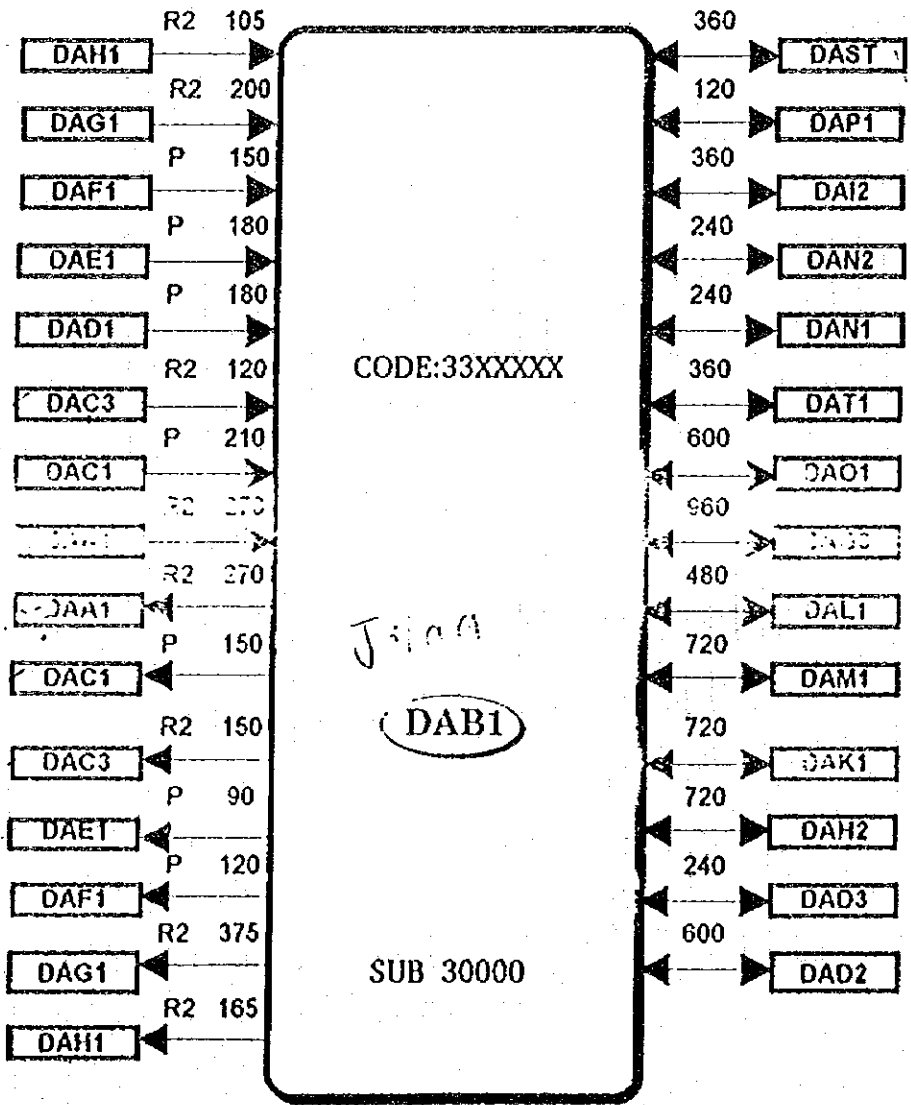 R2 105
DAH1
R2 200
DAG1
P 150
DAF1
P 180
DAE1
P 180
DAD1
R2 120
DAC3
P 210
DAC1
R2 270
R2 270
DAA1
P 150
DAC1
R2 150
DAC3
P 90
DAE1
P 120
DAF1
R2 375
DAG1
R2 165
DAH1
CODE:33XXXXX
DAB1
SUB 30000
360
DAST
120
DAP1
360
DAI2
240
DAN2
240
DAN1
360
DAT1
600
DAO1
960
480
DAL1
720
DAM1
720
DAK1
720
DAH2
240
DAD3
600
DAD2